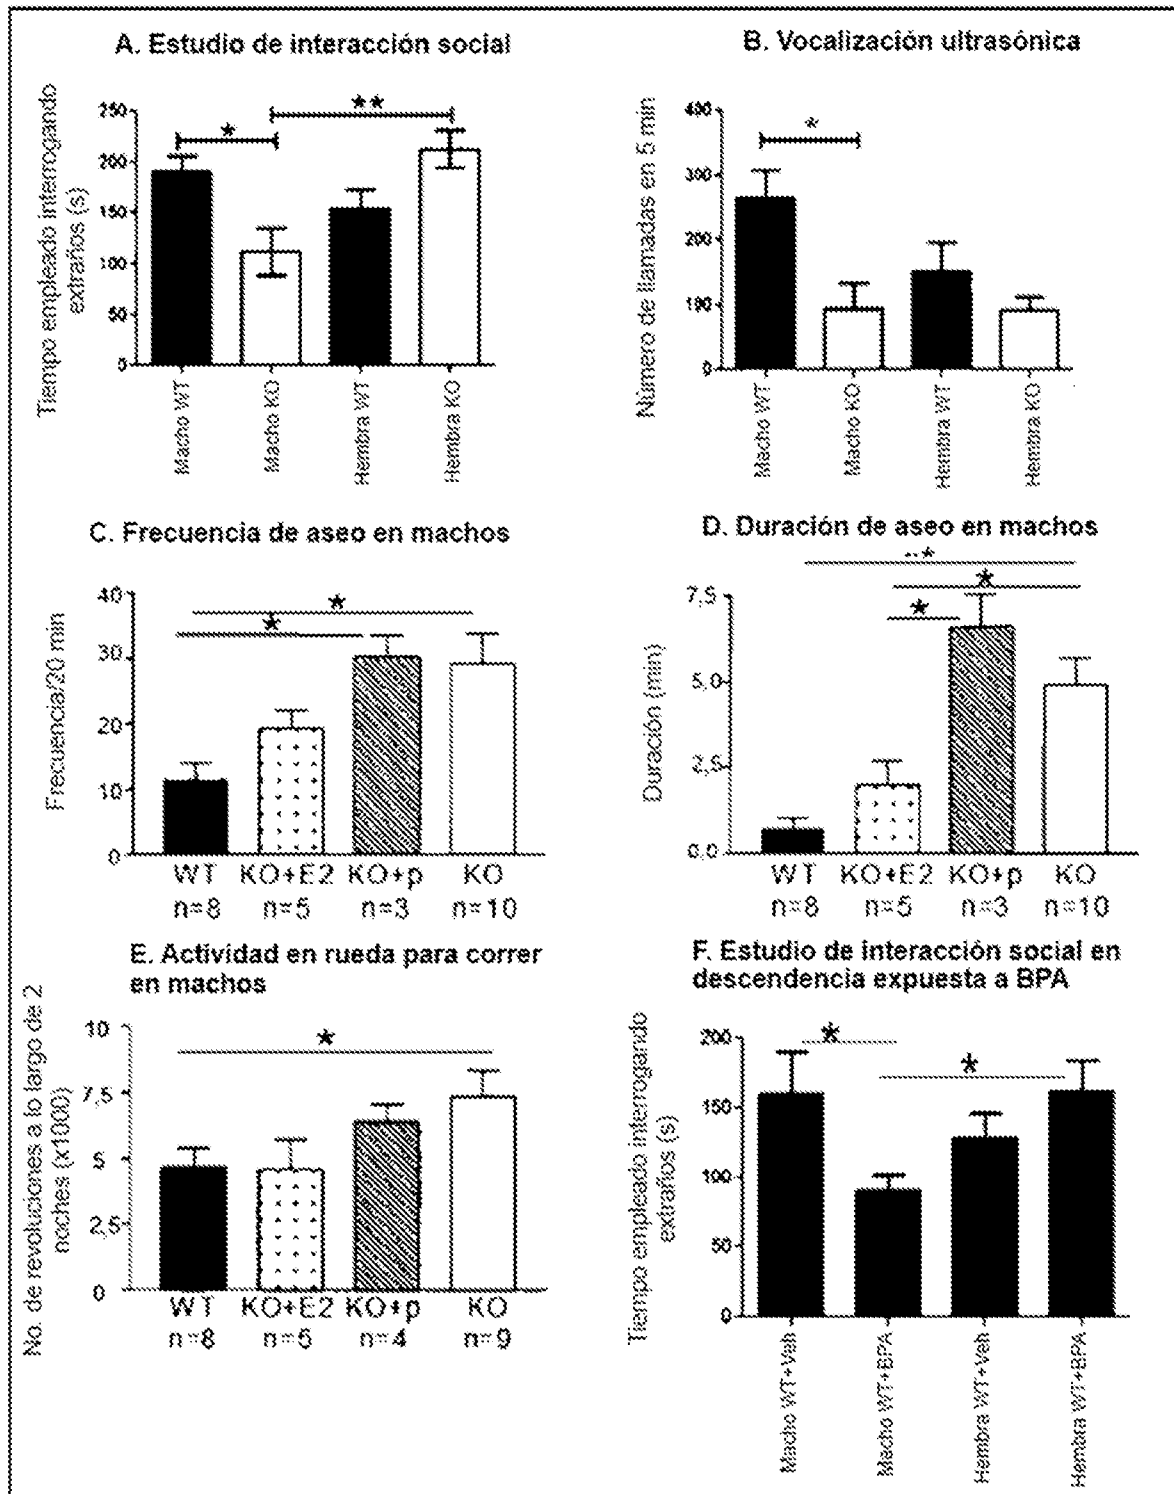 A. Estudio de interacción social
Tiempo empleado interrogando
extraños (s)
250
200
150
100
50
0
*
**
Macho WT
Macho KO
Hembra WT
Hembra KO
B. Vocalización ultrasónica
Número de llamadas en 5 min
400
300
200
100
0
*
Macho WT
Macho KO
Hembra WT
Hembra KO
C. Frecuencia de aseo en machos
Frecuencia/20 min
40
30
20
10
0
*
*
WT KO+E2 KO+p KO
n=8 n=5 n=3 n=10
D. Duración de aseo en machos
Duración (min)
7,5
5,0
2,5
0,0
*
*
WT KO+E2 KO+p KO
n=8 n=5 n=3 n=10
E. Actividad en rueda para correr
en machos
No. de revoluciones a lo largo de 2
noches (x1000)
10
7,5
5
2,5
0
*
WT KO+E2 KO+p KO
n=8 n=5 n=4 n=9
F. Estudio de interacción social en
descendencia expuesta a BPA
Tiempo empleado interrogando
extraños (s)
200
150
100
50
0
*
*
Macho WT+Veh
Macho WT+BPA
Hembra WT+Veh
Hembra WT+BPA